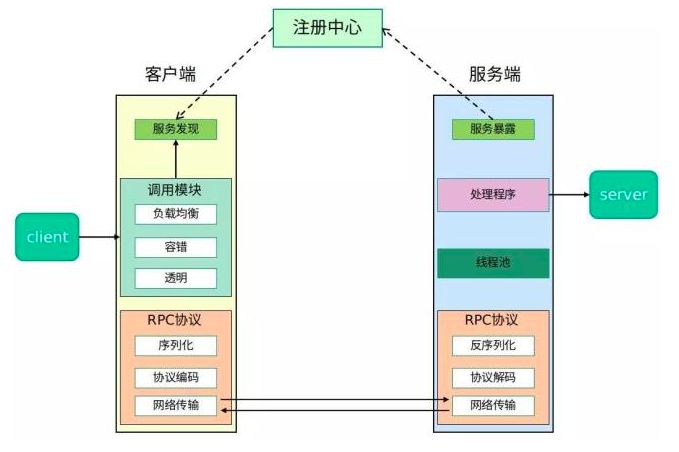 注册中心
客户端
服务端
服务发现
服务暴露
调用模块
负载均衡
容错
透明
client
处理程序
server
线程池
RPC协议
序列化
协议编码
网络传输
RPC协议
反序列化
协议解码
网络传输